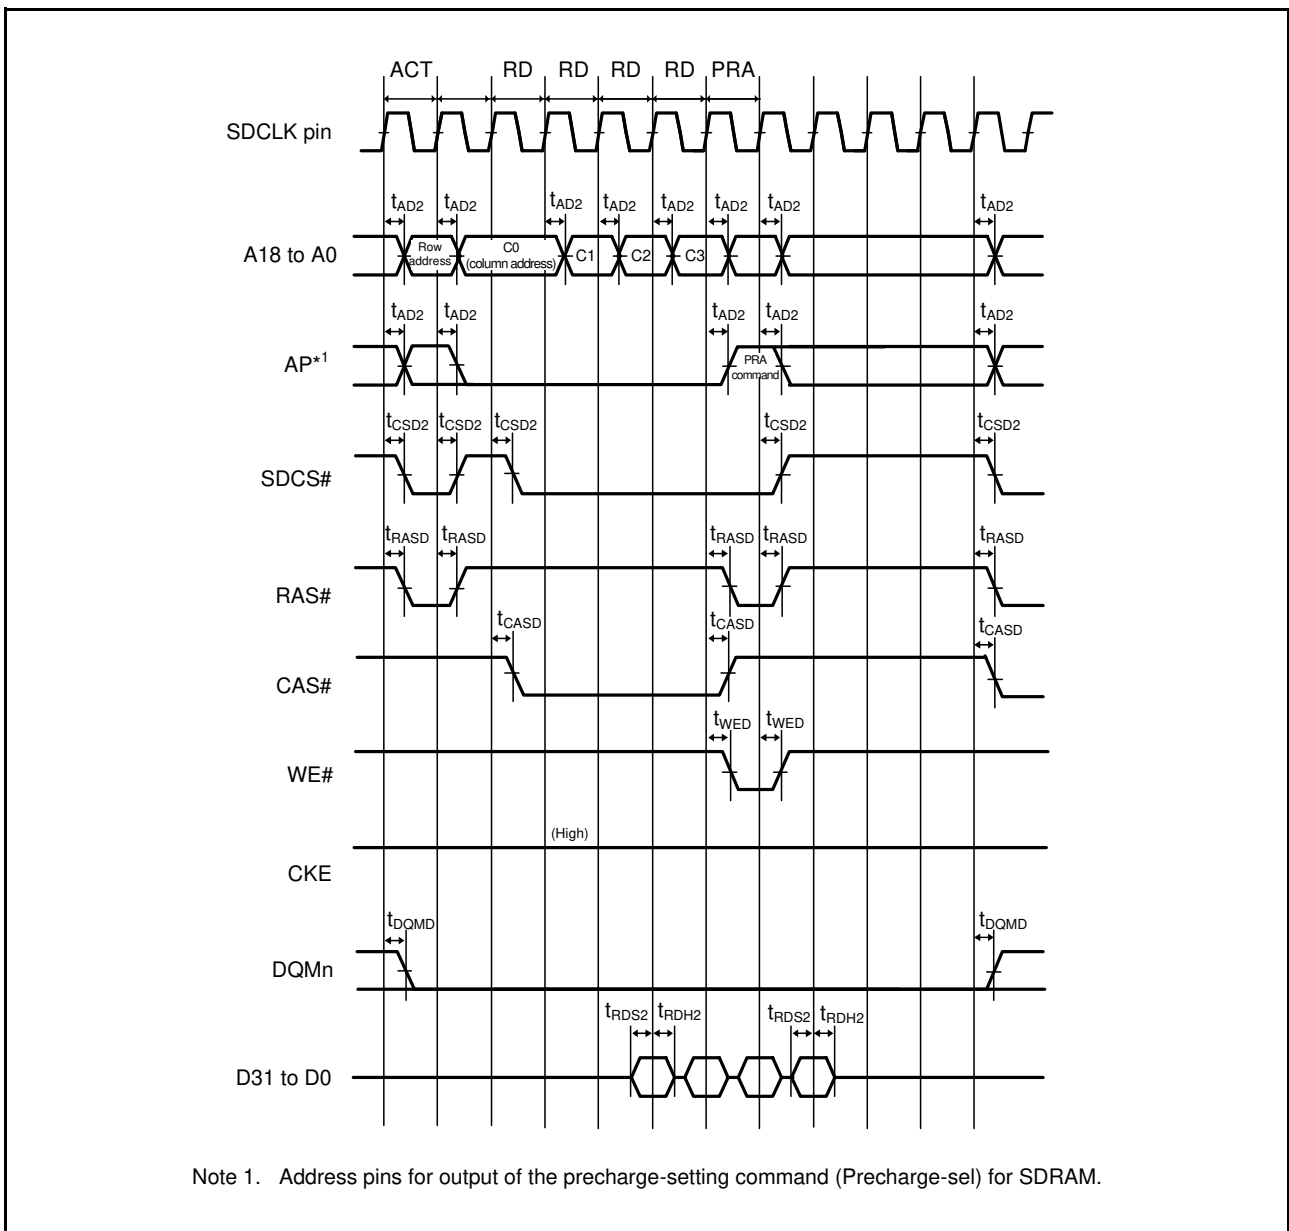 ACT RD RD RD RD PRA
SDCLK pin
tAD2 tAD2 tAD2 tAD2 tAD2 tAD2 tAD2 tAD2
A18 to A0
Row address
C0 (column address)
C1
C2
C3
tAD2 tAD2 tAD2 tAD2 tAD2
AP*1
PRA command
tCSD2 tCSD2 tCSD2 tCSD2 tCSD2
SDCS#
tRASD tRASD tRASD tRASD tRASD
RAS#
tCASD tCASD tCASD
CAS#
tWED tWED
WE#
(High)
CKE
tDQMD tDQMD
DQMn
tRDS2 tRDH2 tRDS2 tRDH2
D31 to D0
Note 1. Address pins for output of the precharge-setting command (Precharge-sel) for SDRAM.